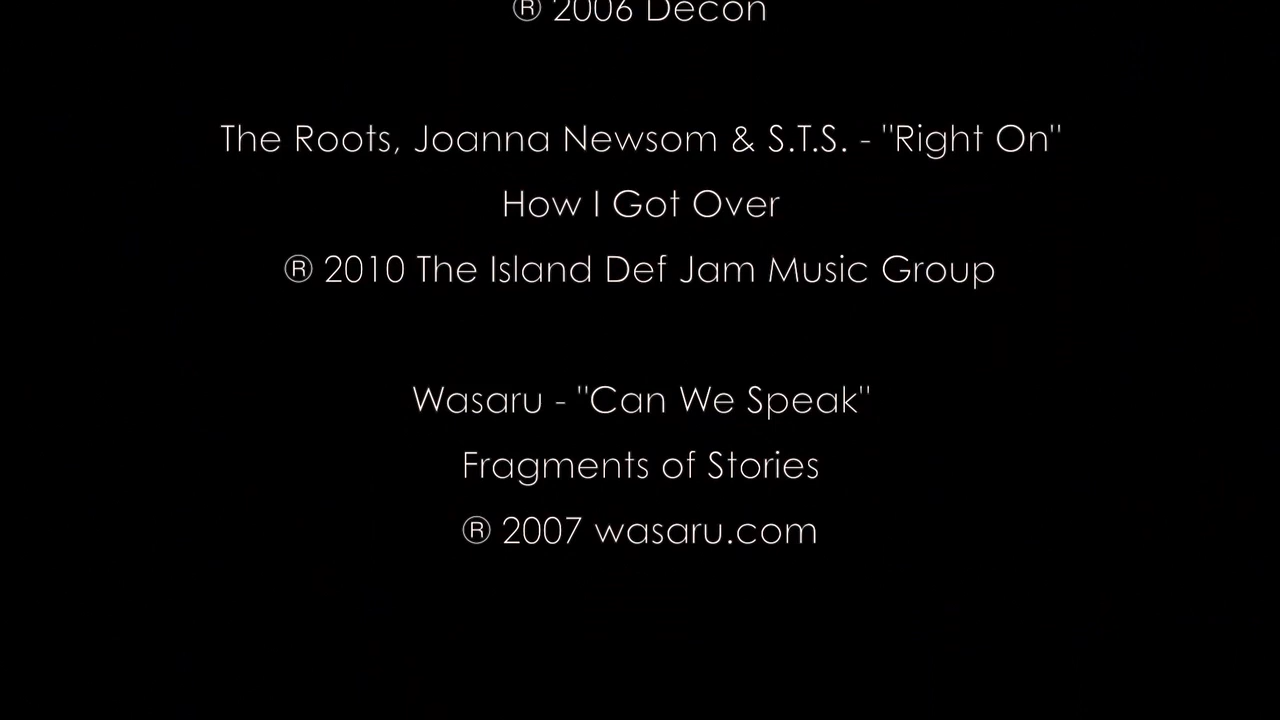 ® 2006 Decon
The Roots, Joanna Newsom & S.T.S. - "Right On"
How I Got Over
® 2010 The Island Def Jam Music Group
Wasaru - "Can We Speak"
Fragments of Stories
® 2007 wasaru.com